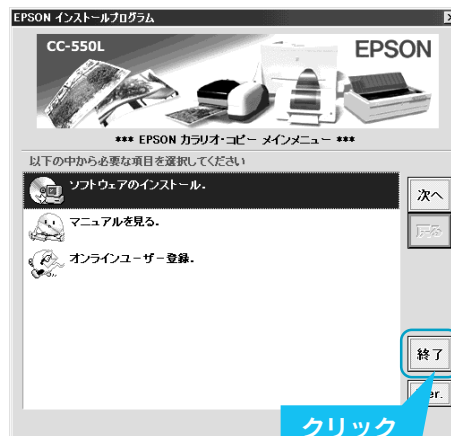 EPSON インストールプログラム
CC-550L
EPSON
*** EPSON カラリオ・コピー メインメニュー ***
以下の中から必要な項目を選択してください
ソフトウェアのインストール.
次へ
マニュアルを見る.
戻る
オンラインユーザー登録.
終了
クリック